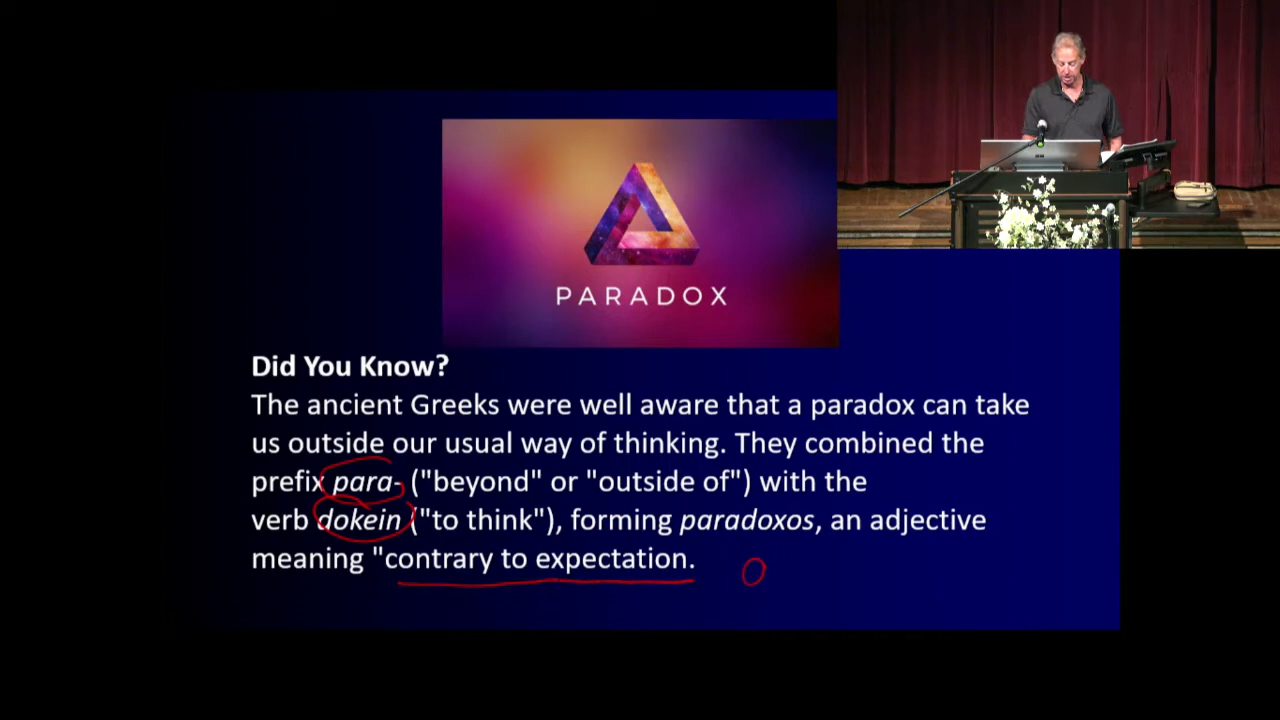 PARADOX
Did You Know?
The ancient Greeks were well aware that a paradox can take
us outside our usual way of thinking. They combined the
prefix para- ("beyond" or "outside of") with the
verb dokein ("to think"), forming paradoxos, an adjective
meaning "contrary to expectation.